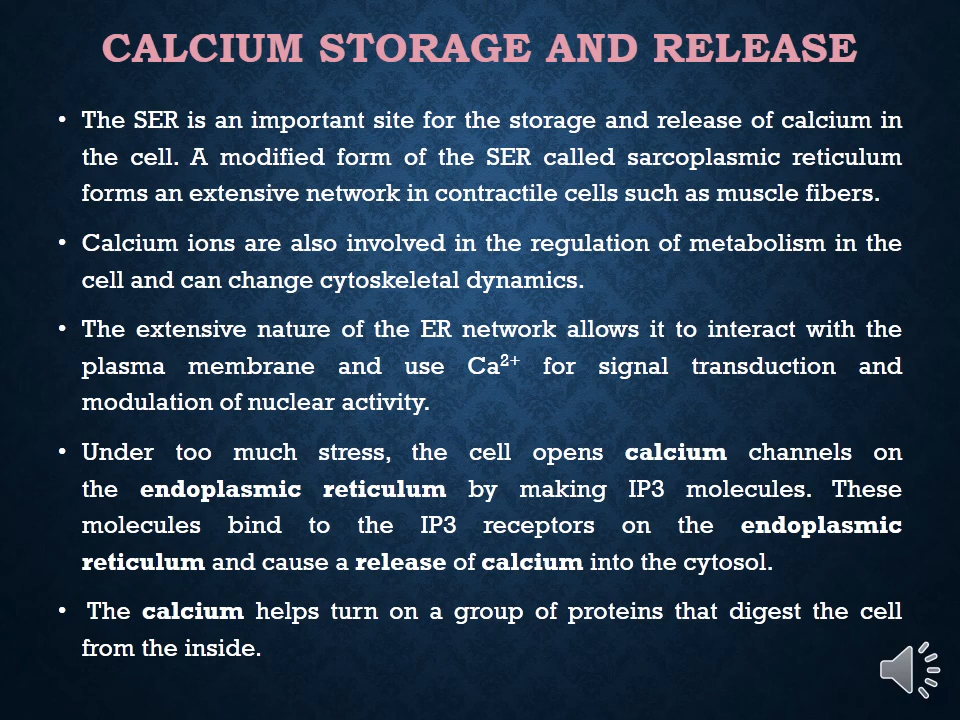 CALCIUM STORAGE AND RELEASE
• The SER is an important site for the storage and release of calcium in
the cell. A modified form of the SER called sarcoplasmic reticulum
forms an extensive network in contractile cells such as muscle fibers.
• Calcium ions are also involved in the regulation of metabolism in the
cell and can change cytoskeletal dynamics.
• The extensive nature of the ER network allows it to interact with the
plasma membrane and use Ca²⁺ for signal transduction and
modulation of nuclear activity.
• Under too much stress, the cell opens calcium channels on
the endoplasmic reticulum by making IP3 molecules. These
molecules bind to the IP3 receptors on the endoplasmic
reticulum and cause a release of calcium into the cytosol.
• The calcium helps turn on a group of proteins that digest the cell
from the inside.